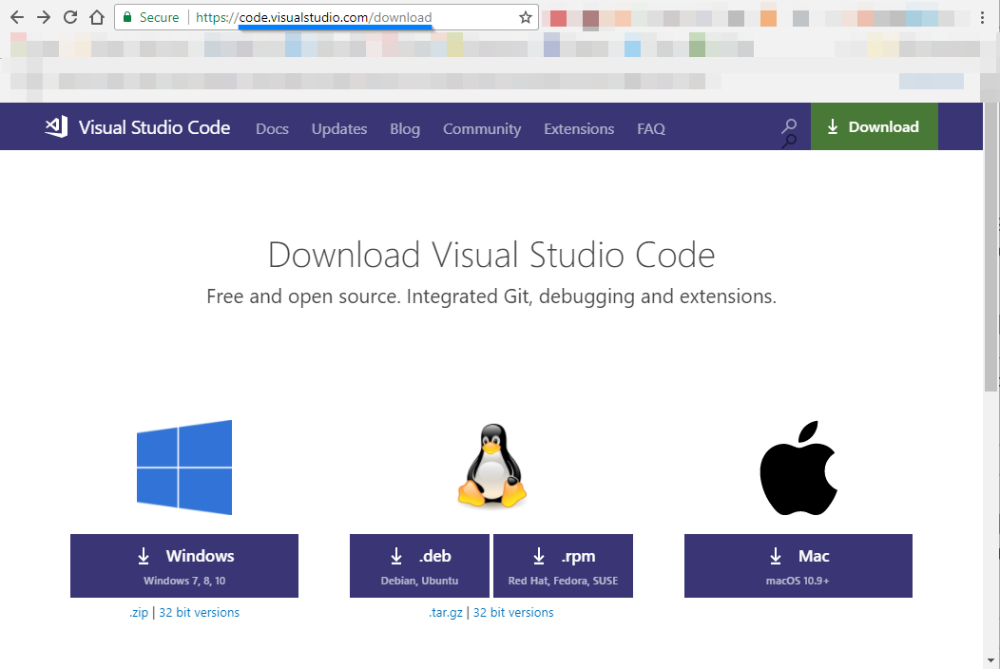 Secure https://code.visualstudio.com/download
Visual Studio Code Docs Updates Blog Community Extensions FAQ Download
Download Visual Studio Code
Free and open source. Integrated Git, debugging and extensions.
Windows .deb .rpm Mac
Windows 7, 8, 10 Debian, Ubuntu Red Hat, Fedora, SUSE macOS 10.9+
.zip | 32 bit versions .tar.gz | 32 bit versions